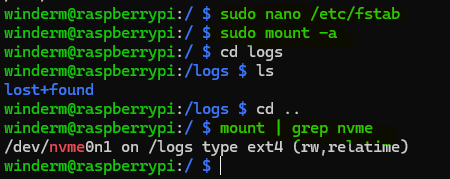 winderm@raspberrypi:/ $ sudo nano /etc/fstab
winderm@raspberrypi:/ $ sudo mount -a
winderm@raspberrypi:/ $ cd logs
winderm@raspberrypi:/logs $ ls
lost+found
winderm@raspberrypi:/logs $ cd ..
winderm@raspberrypi:/ $ mount | grep nvme
/dev/nvme0n1 on /logs type ext4 (rw,relatime)
winderm@raspberrypi:/ $